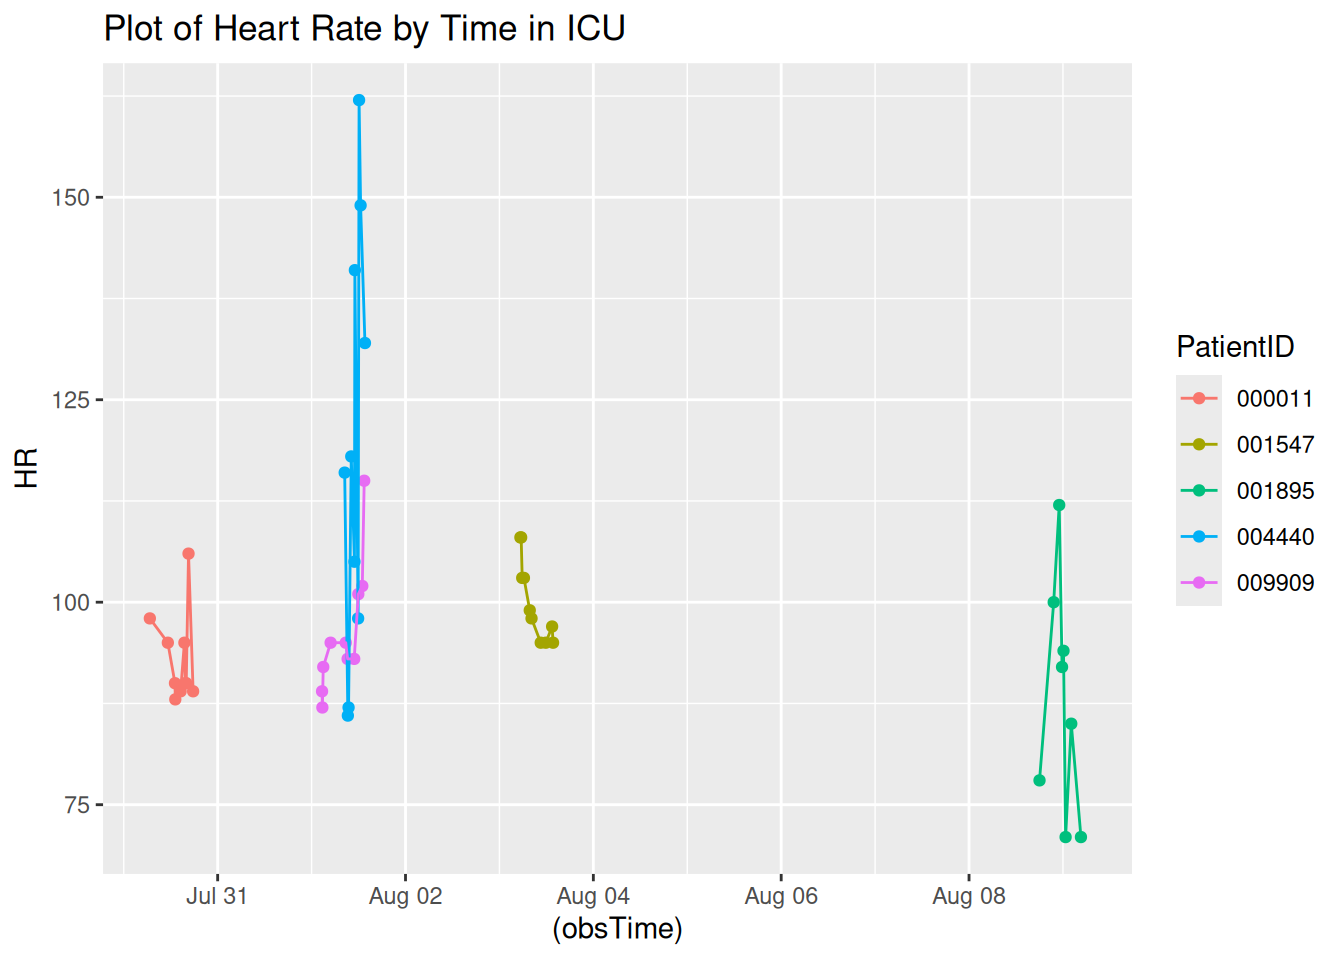 Plot of Heart Rate by Time in ICU
HR
150
125
100
75
Jul 31
Aug 02
Aug 04
Aug 06
Aug 08
(obsTime)
PatientID
000011
001547
001895
004440
009909